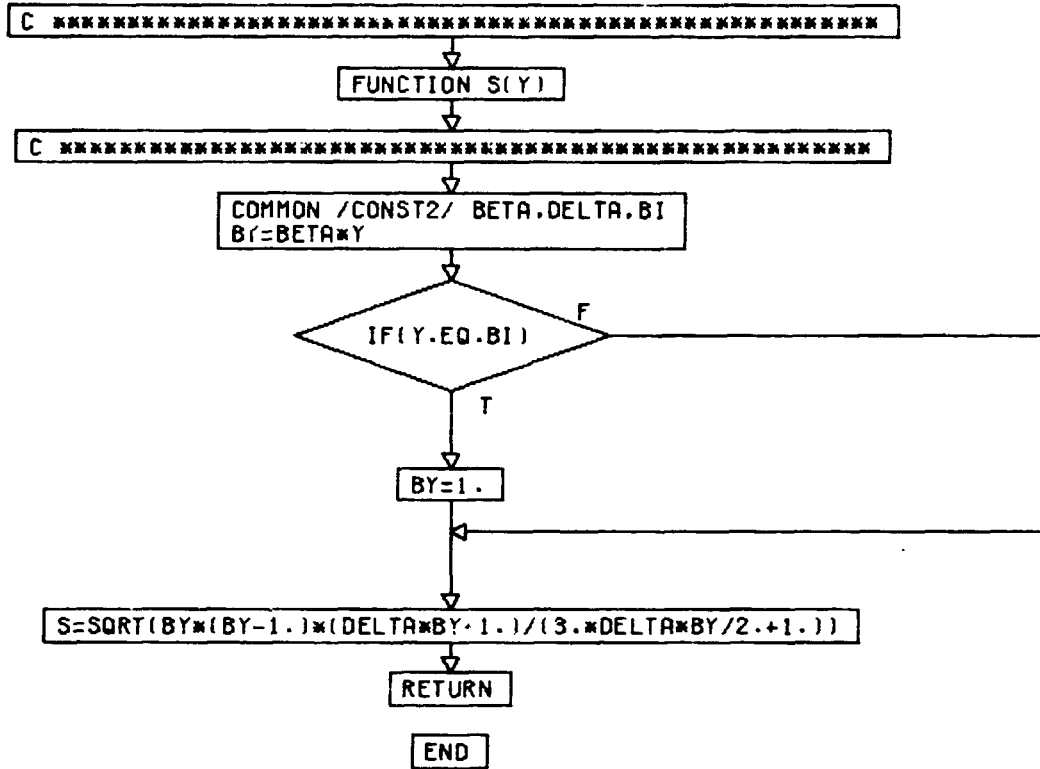 C *******************************************************
FUNCTION S(Y)
C *******************************************************
COMMON /CONST2/ BETA.DELTA.BI
BY=BETA*Y
IF(Y.EQ.BI)
F
T
BY=1.
S=SQRT(BY*(BY-1.)*(DELTA*BY+1.)/(3.*DELTA*BY/2.+1.))
RETURN
END